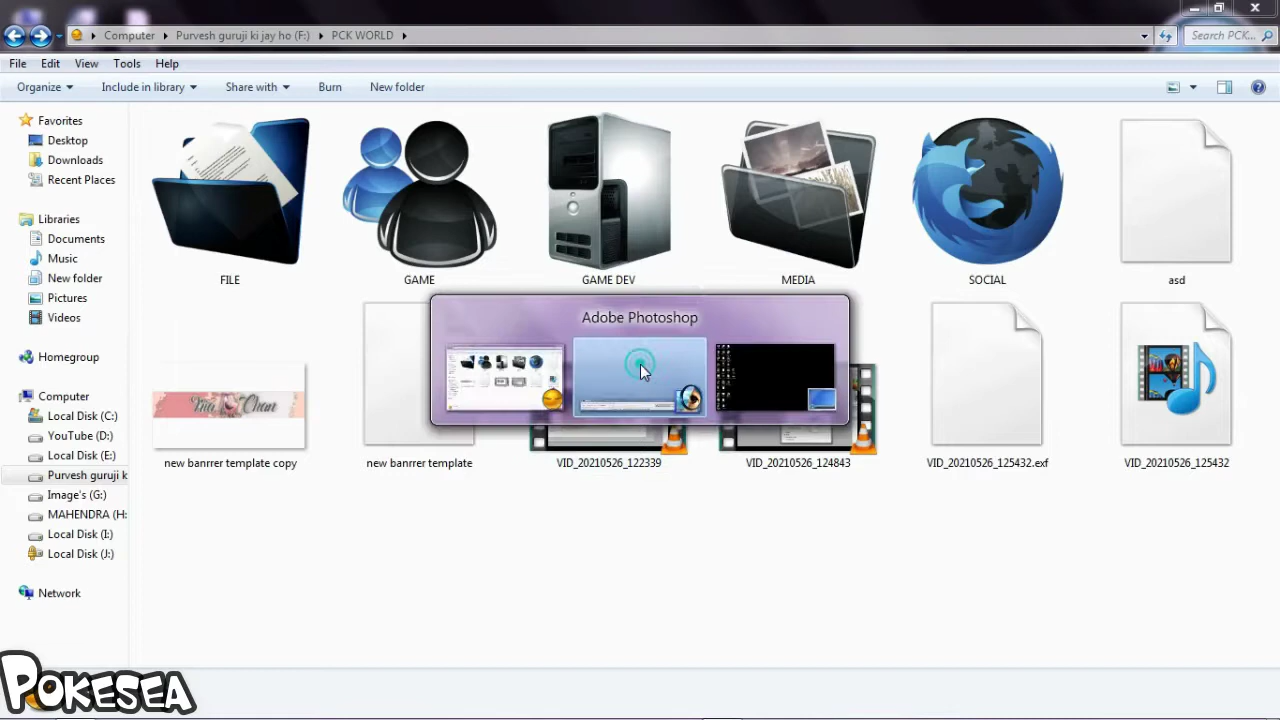 Computer Purvesh guruji ki jay ho (F:) PCK WORLD Search PCK...
File Edit View Tools Help
Organize Include in library Share with Burn New folder
Favorites
Desktop
Downloads
Recent Places
Libraries
Documents
Music
New folder
Pictures
Videos
Homegroup
Computer
Local Disk (C:)
YouTube (D:)
Local Disk (E:)
Purvesh guruji k
Image's (G:)
MAHENDRA (H:
Local Disk (I:)
Local Disk (J:)
Network
FILE GAME GAME DEV MEDIA SOCIAL asd
Adobe Photoshop
new banrrer template copy new banrrer template VID_20210526_122339 VID_20210526_124843 VID_20210526_125432.exf VID_20210526_125432
POKESEA